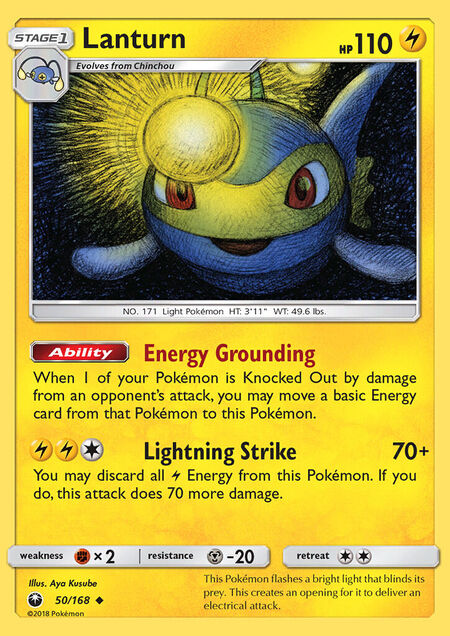 STAGE1
Lanturn
HP110
Evolves from Chinchou
NO. 171 Light Pokémon HT: 3'11" WT: 49.6 lbs.
Ability Energy Grounding
When 1 of your Pokémon is Knocked Out by damage
from an opponent's attack, you may move a basic Energy
card from that Pokémon to this Pokémon.
Lightning Strike 70+
You may discard all Energy from this Pokémon. If you
do, this attack does 70 more damage.
weakness ×2 resistance -20 retreat
Illus. Aya Kusube
50/168
©2018 Pokémon
This Pokémon flashes a bright light that blinds its
prey. This creates an opening for it to deliver an
electrical attack.